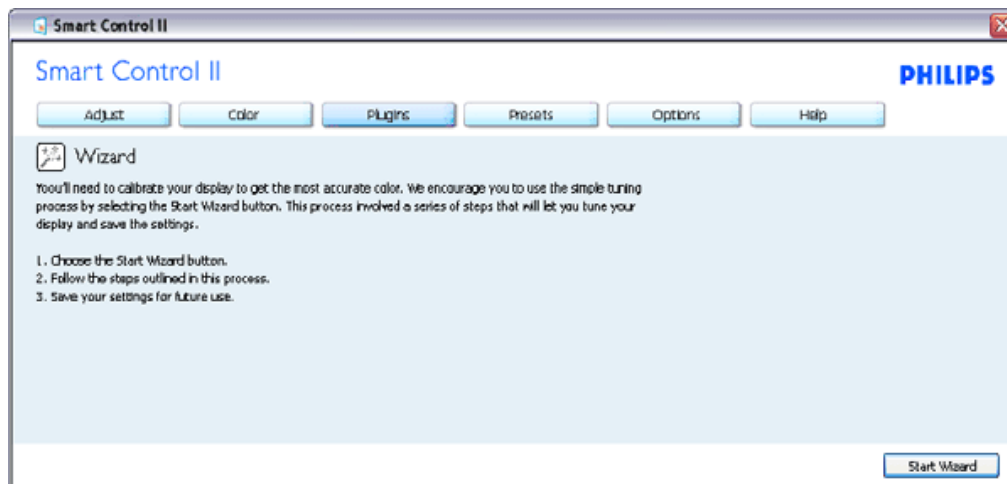 Smart Control II
Smart Control II
PHILIPS
Adjust Color Plugins Presets Options Help
Wizard
Yoou'll need to calibrate your display to get the most accurate color. We encourage you to use the simple tuning
process by selecting the Start Wizard button. This process involved a series of steps that will let you tune your
display and save the settings.
1. Choose the Start Wizard button.
2. Follow the steps outlined in this process.
3. Save your settings for future use.
Start Wizard